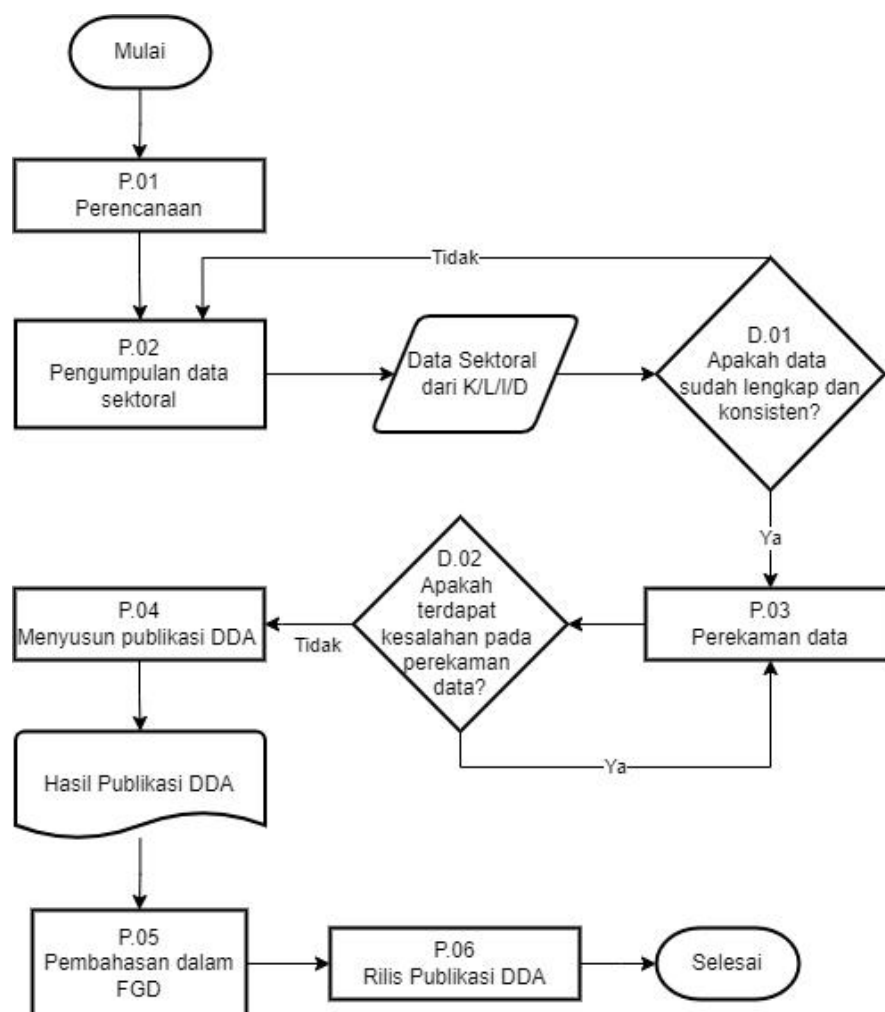 Mulai
P.01
Perencanaan
Tidak
P.02
Pengumpulan data
sektoral
Data Sektoral
dari K/L/I/D
D.01
Apakah data
sudah lengkap dan
konsisten?
Ya
D.02
Apakah
terdapat
kesalahan pada
perekaman
data?
P.04
Menyusun publikasi DDA
Tidak
P.03
Perekaman data
Ya
Hasil Publikasi DDA
P.05
Pembahasan dalam
FGD
P.06
Rilis Publikasi DDA
Selesai